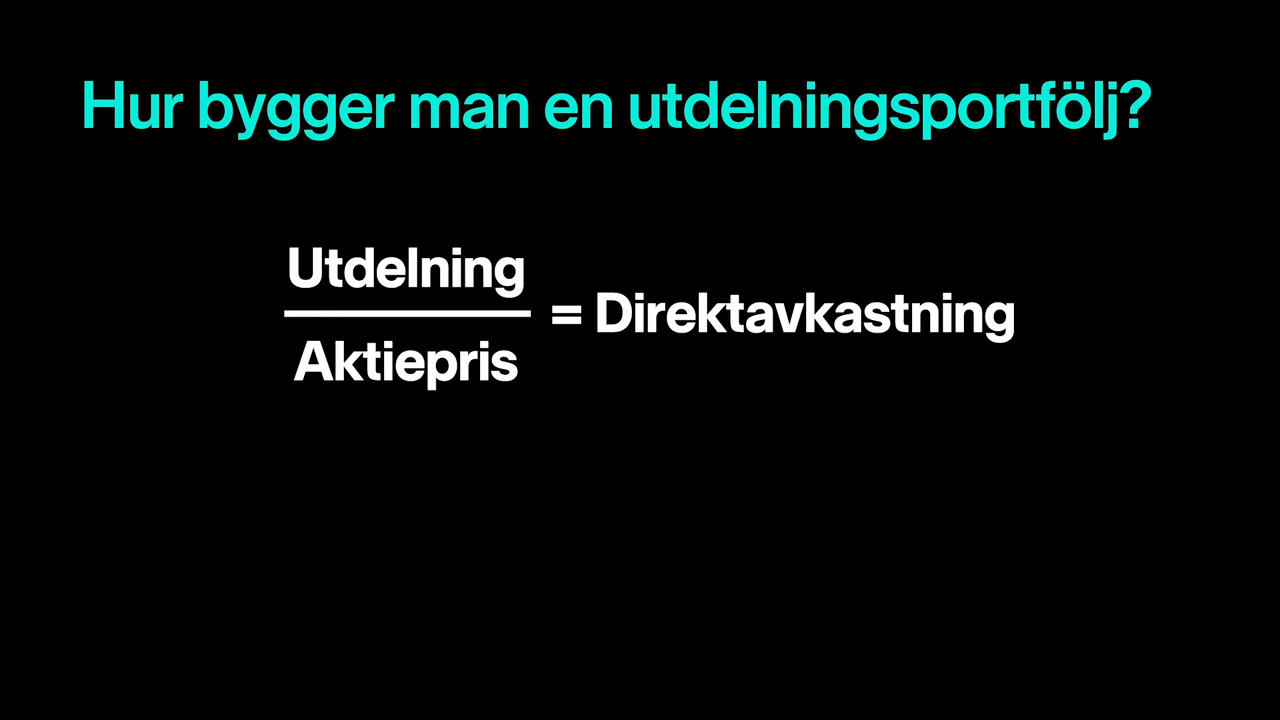 Hur bygger man en utdelningsportfölj?
Utdelning
= Direktavkastning
Aktiepris